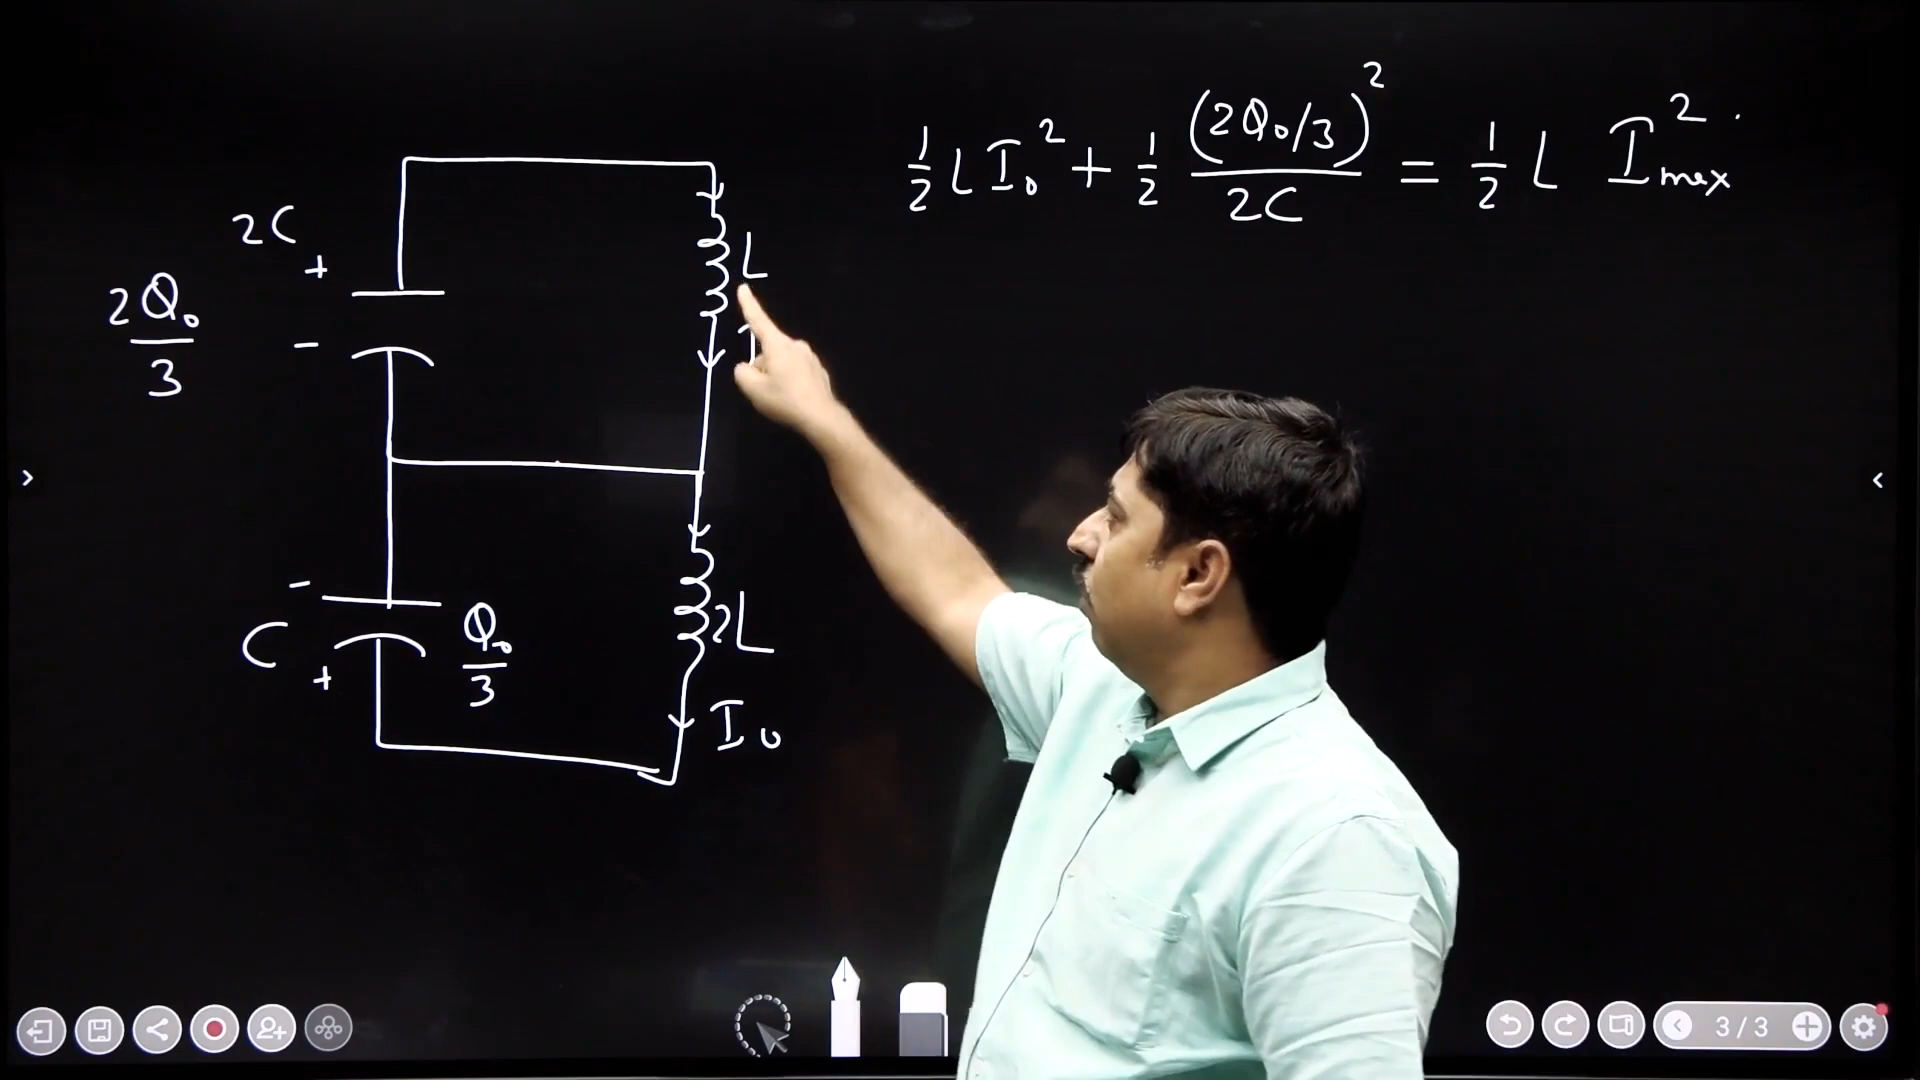 ½ L I₀² + ½ (2Q₀/3)² / 2C = ½ L I²max
2C
+
L
2Q₀/3
-
I
-
C
Q₀/3
2L
+
I₀
3/3